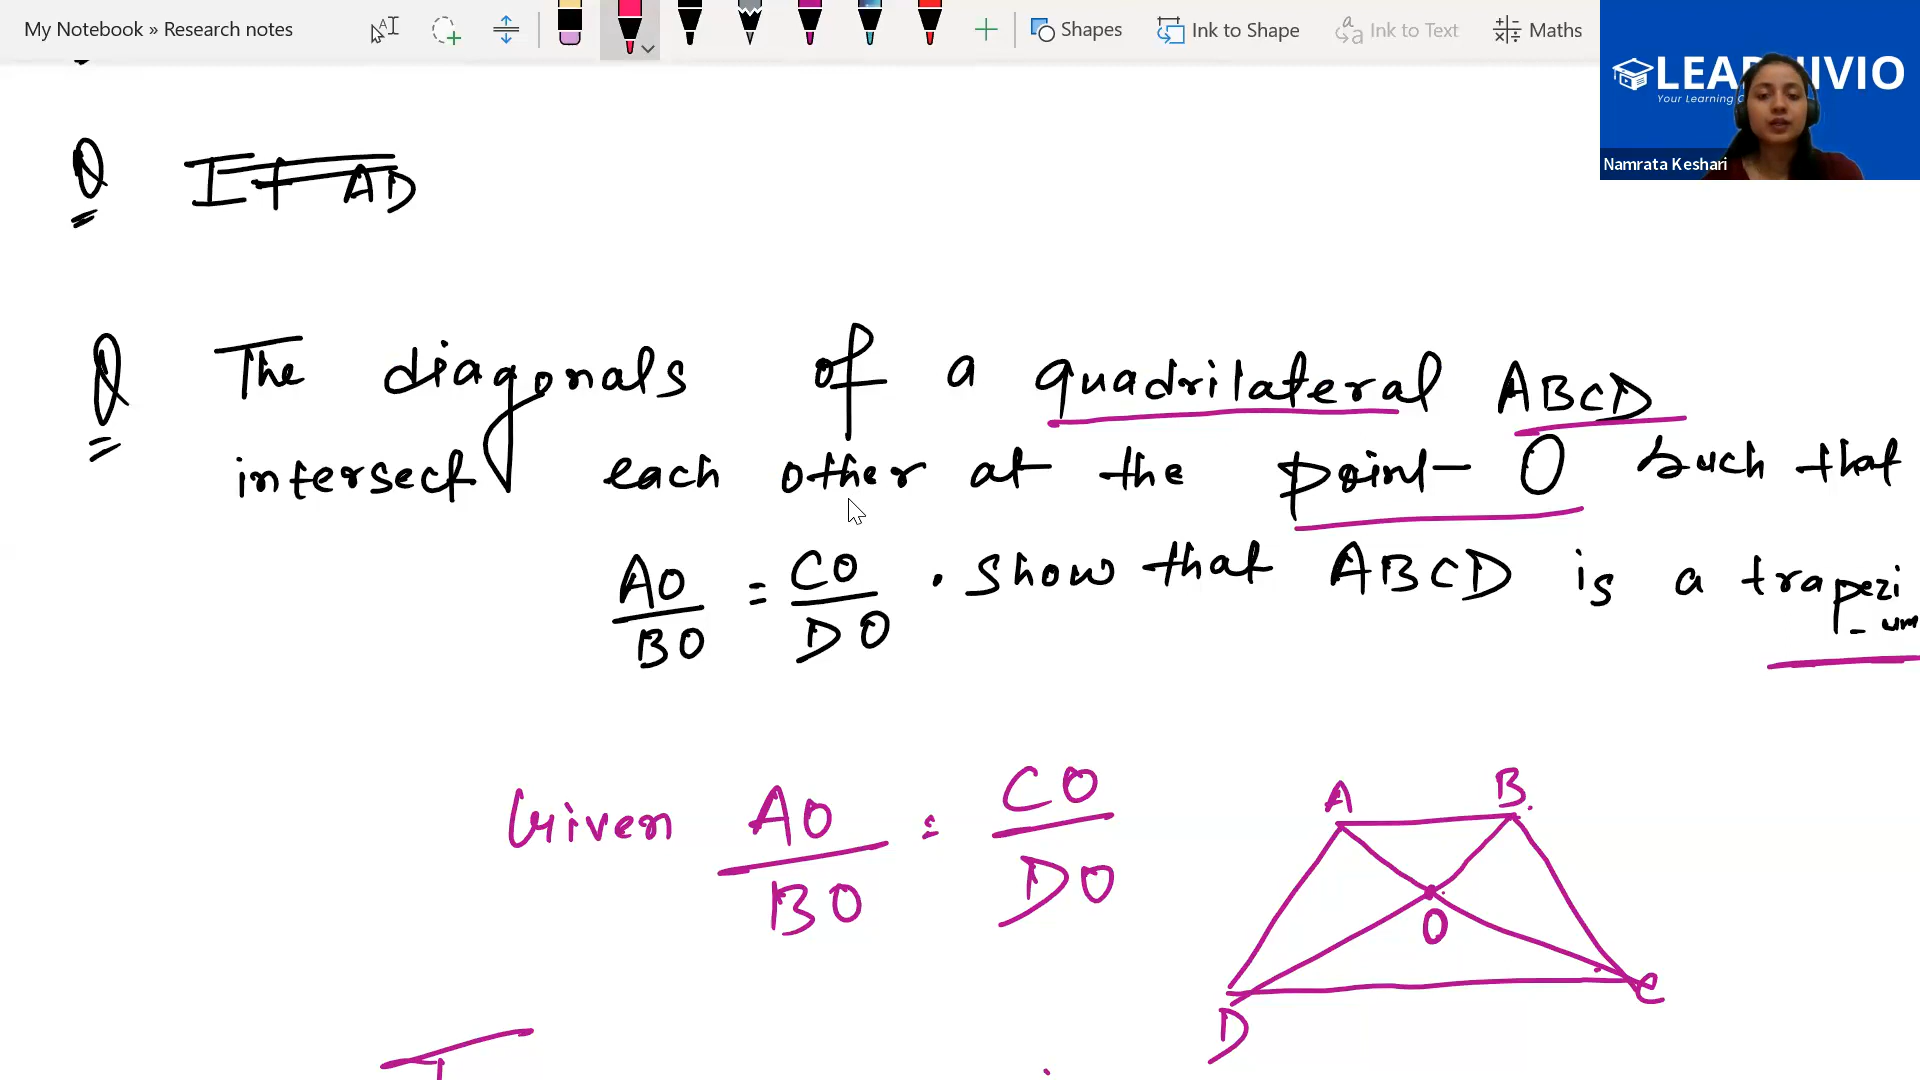 My Notebook » Research notes
Shapes
Ink to Shape
Ink to Text
Maths
Your Learning
Namrata Keshari
Q If AD
Q The diagonals of a quadrilateral ABCD
intersect each other at the point O such that
AO/BO = CO/DO . show that ABCD is a trapezi-um
Given AO/BO = CO/DO
A B.
O
D C